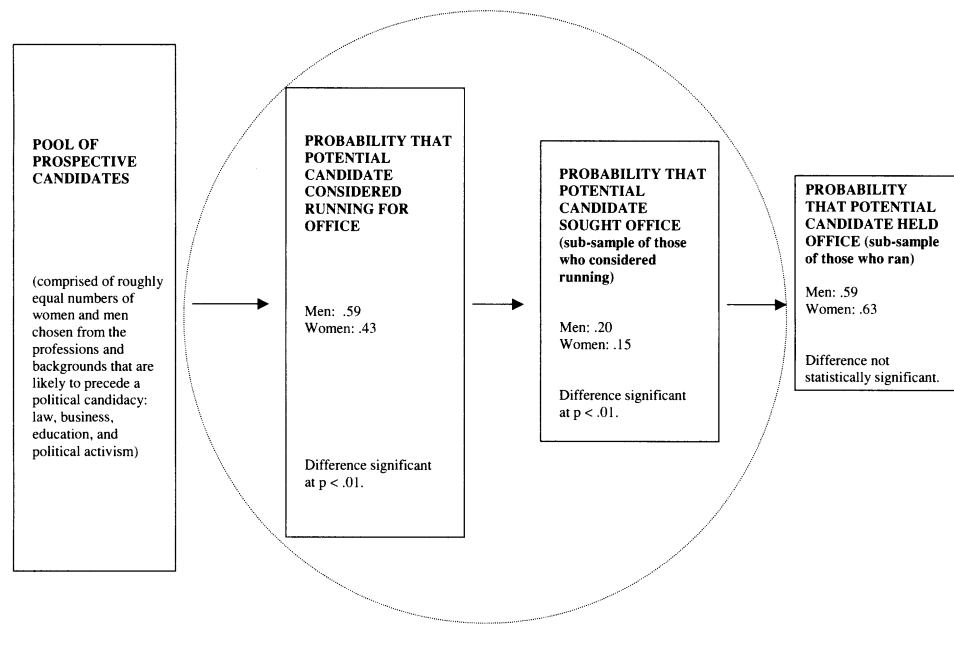 POOL OF
PROSPECTIVE
CANDIDATES
(comprised of roughly
equal numbers of
women and men
chosen from the
professions and
backgrounds that are
likely to precede a
political candidacy:
law, business,
education, and
political activism)
PROBABILITY THAT
POTENTIAL
CANDIDATE
CONSIDERED
RUNNING FOR
OFFICE
Men: .59
Women: .43
Difference significant
at p < .01.
PROBABILITY THAT
POTENTIAL
CANDIDATE
SOUGHT OFFICE
(sub-sample of those
who considered
running)
Men: .20
Women: .15
Difference significant
at p < .01.
PROBABILITY
THAT POTENTIAL
CANDIDATE HELD
OFFICE (sub-sample
of those who ran)
Men: .59
Women: .63
Difference not
statistically significant.